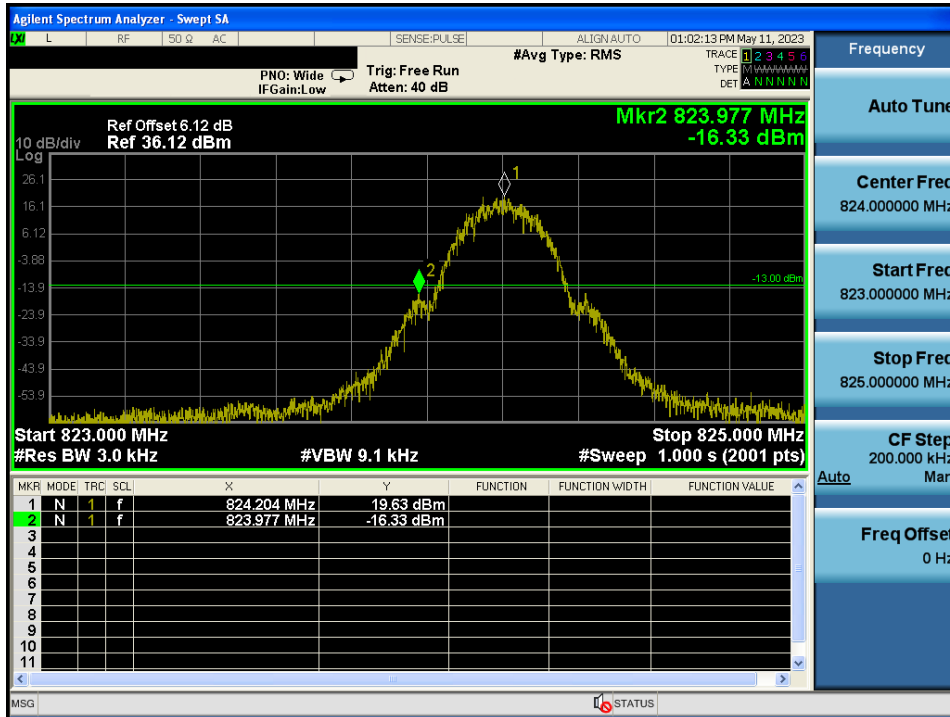 Agilent Spectrum Analyzer - Swept SA
LXI L RF 50 Ω AC SENSE:PULSE ALIGNAUTO 01:02:13 PM May 11, 2023
#Avg Type: RMS TRACE 1 2 3 4 5 6
PNO: Wide Trig: Free Run TYPE
IFGain:Low Atten: 40 dB DET A N N N N N
Mkr2 823.977 MHz
-16.33 dBm
Ref Offset 6.12 dB
10 dB/div Ref 36.12 dBm
Log
26.1
16.1
6.12
-3.88
-13.9
-23.9
-33.9
-43.9
-53.9
1
2
-13.00 dBm
Start 823.000 MHz Stop 825.000 MHz
#Res BW 3.0 kHz #VBW 9.1 kHz #Sweep 1.000 s (2001 pts)
MKR MODE TRC SCL X Y FUNCTION FUNCTION WIDTH FUNCTION VALUE
1 N 1 f 824.204 MHz 19.63 dBm
2 N 1 f 823.977 MHz -16.33 dBm
3
4
5
6
7
8
9
10
11
MSG STATUS
Frequency
Auto Tune
Center Freq
824.000000 MHz
Start Freq
823.000000 MHz
Stop Freq
825.000000 MHz
CF Step
200.000 kHz
Auto Man
Freq Offset
0 Hz